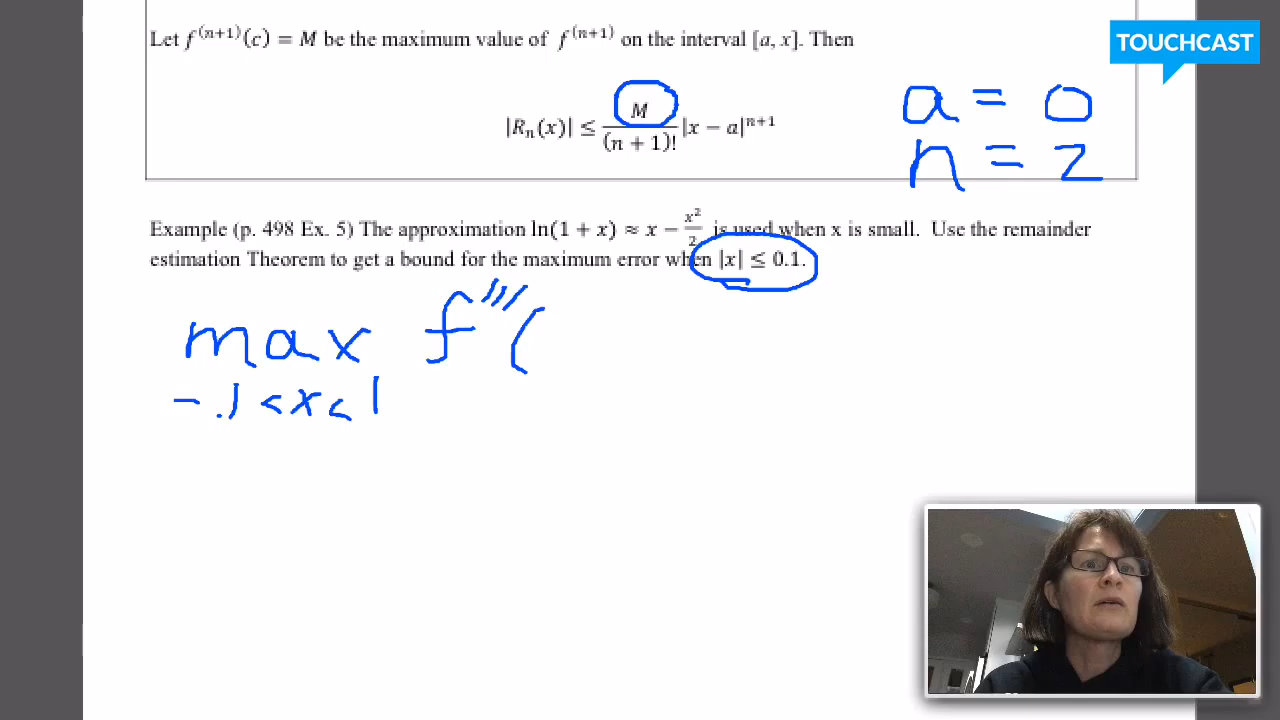 Let f^(n+1)(c) = M be the maximum value of f^(n+1) on the interval [a, x]. Then
TOUCHCAST
|Rₙ(x)| ≤ M/(n + 1)! |x − a|^n+1
a = 0
n = 2
Example (p. 498 Ex. 5) The approximation ln(1 + x) ≈ x − x²/2 is used when x is small. Use the remainder
estimation Theorem to get a bound for the maximum error when |x| ≤ 0.1.
max f'''(
-.1 < x < 1